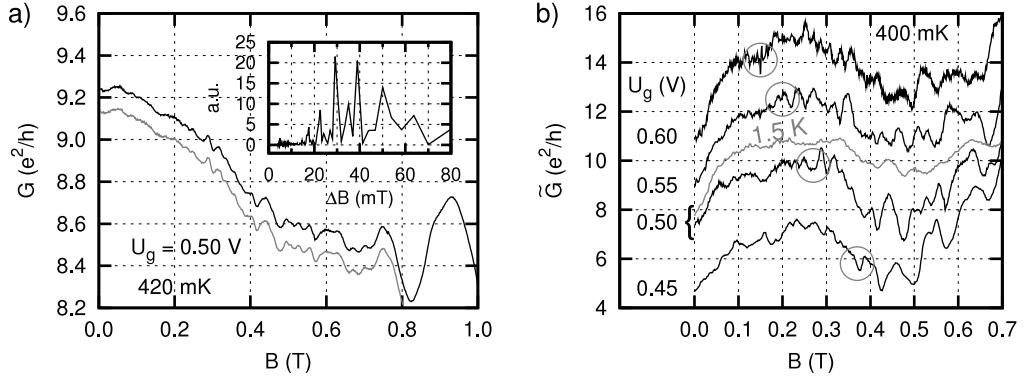 a)
G (e²/h)
9.6
9.4
9.2
9.0
8.8
8.6
8.4
8.2
0.0 0.2 0.4 0.6 0.8 1.0
B (T)
U_g = 0.50 V
420 mK
a.u.
25
20
15
10
5
0
0 20 40 60 80
ΔB (mT)
b)
G̃ (e²/h)
16
14
12
10
8
6
4
0.0 0.1 0.2 0.3 0.4 0.5 0.6 0.7
B (T)
400 mK
U_g (V)
0.60
1.5 K
0.55
0.50 {
0.45